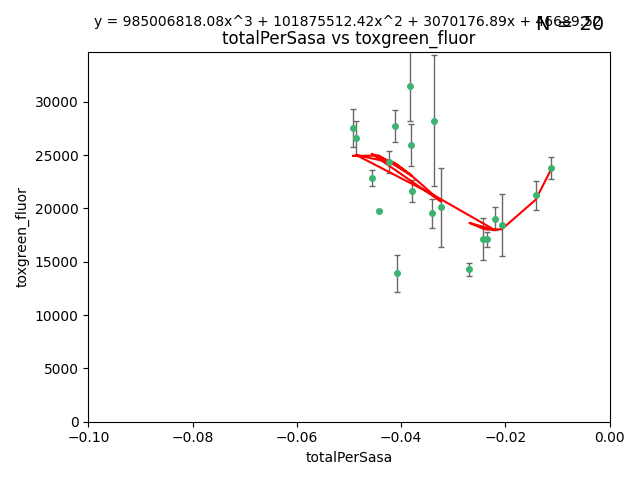 y = 985006818.08x^3 + 101875512.42x^2 + 3070176.89x + 46689.52
N = 20
totalPerSasa vs toxgreen_fluor
30000
25000
20000
15000
10000
5000
0
toxgreen_fluor
−0.10 −0.08 −0.06 −0.04 −0.02 0.00
totalPerSasa